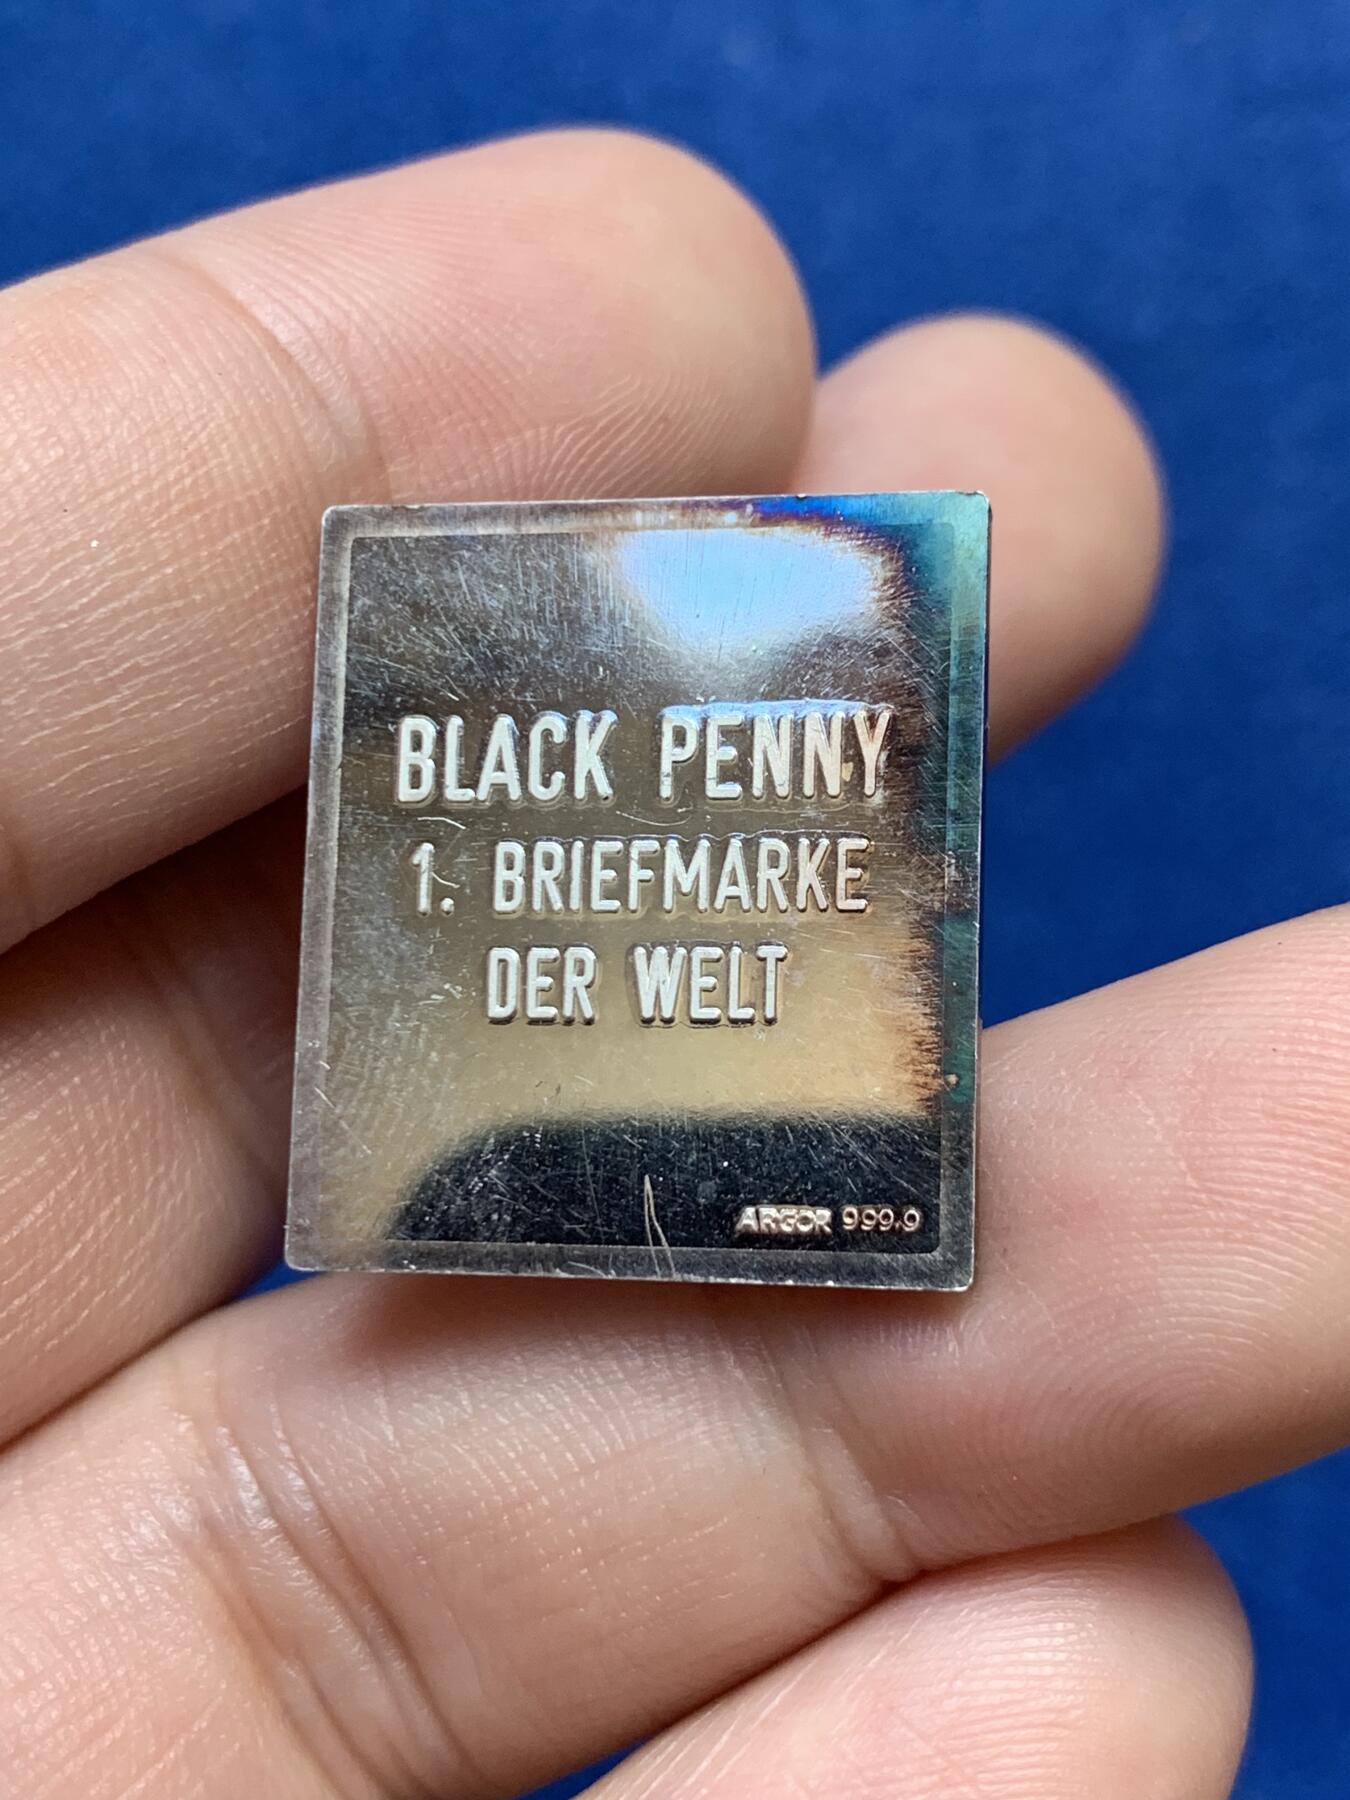 BLACK PENNY
1. BRIEFMARKE
DER WELT
ARGOR 999.9